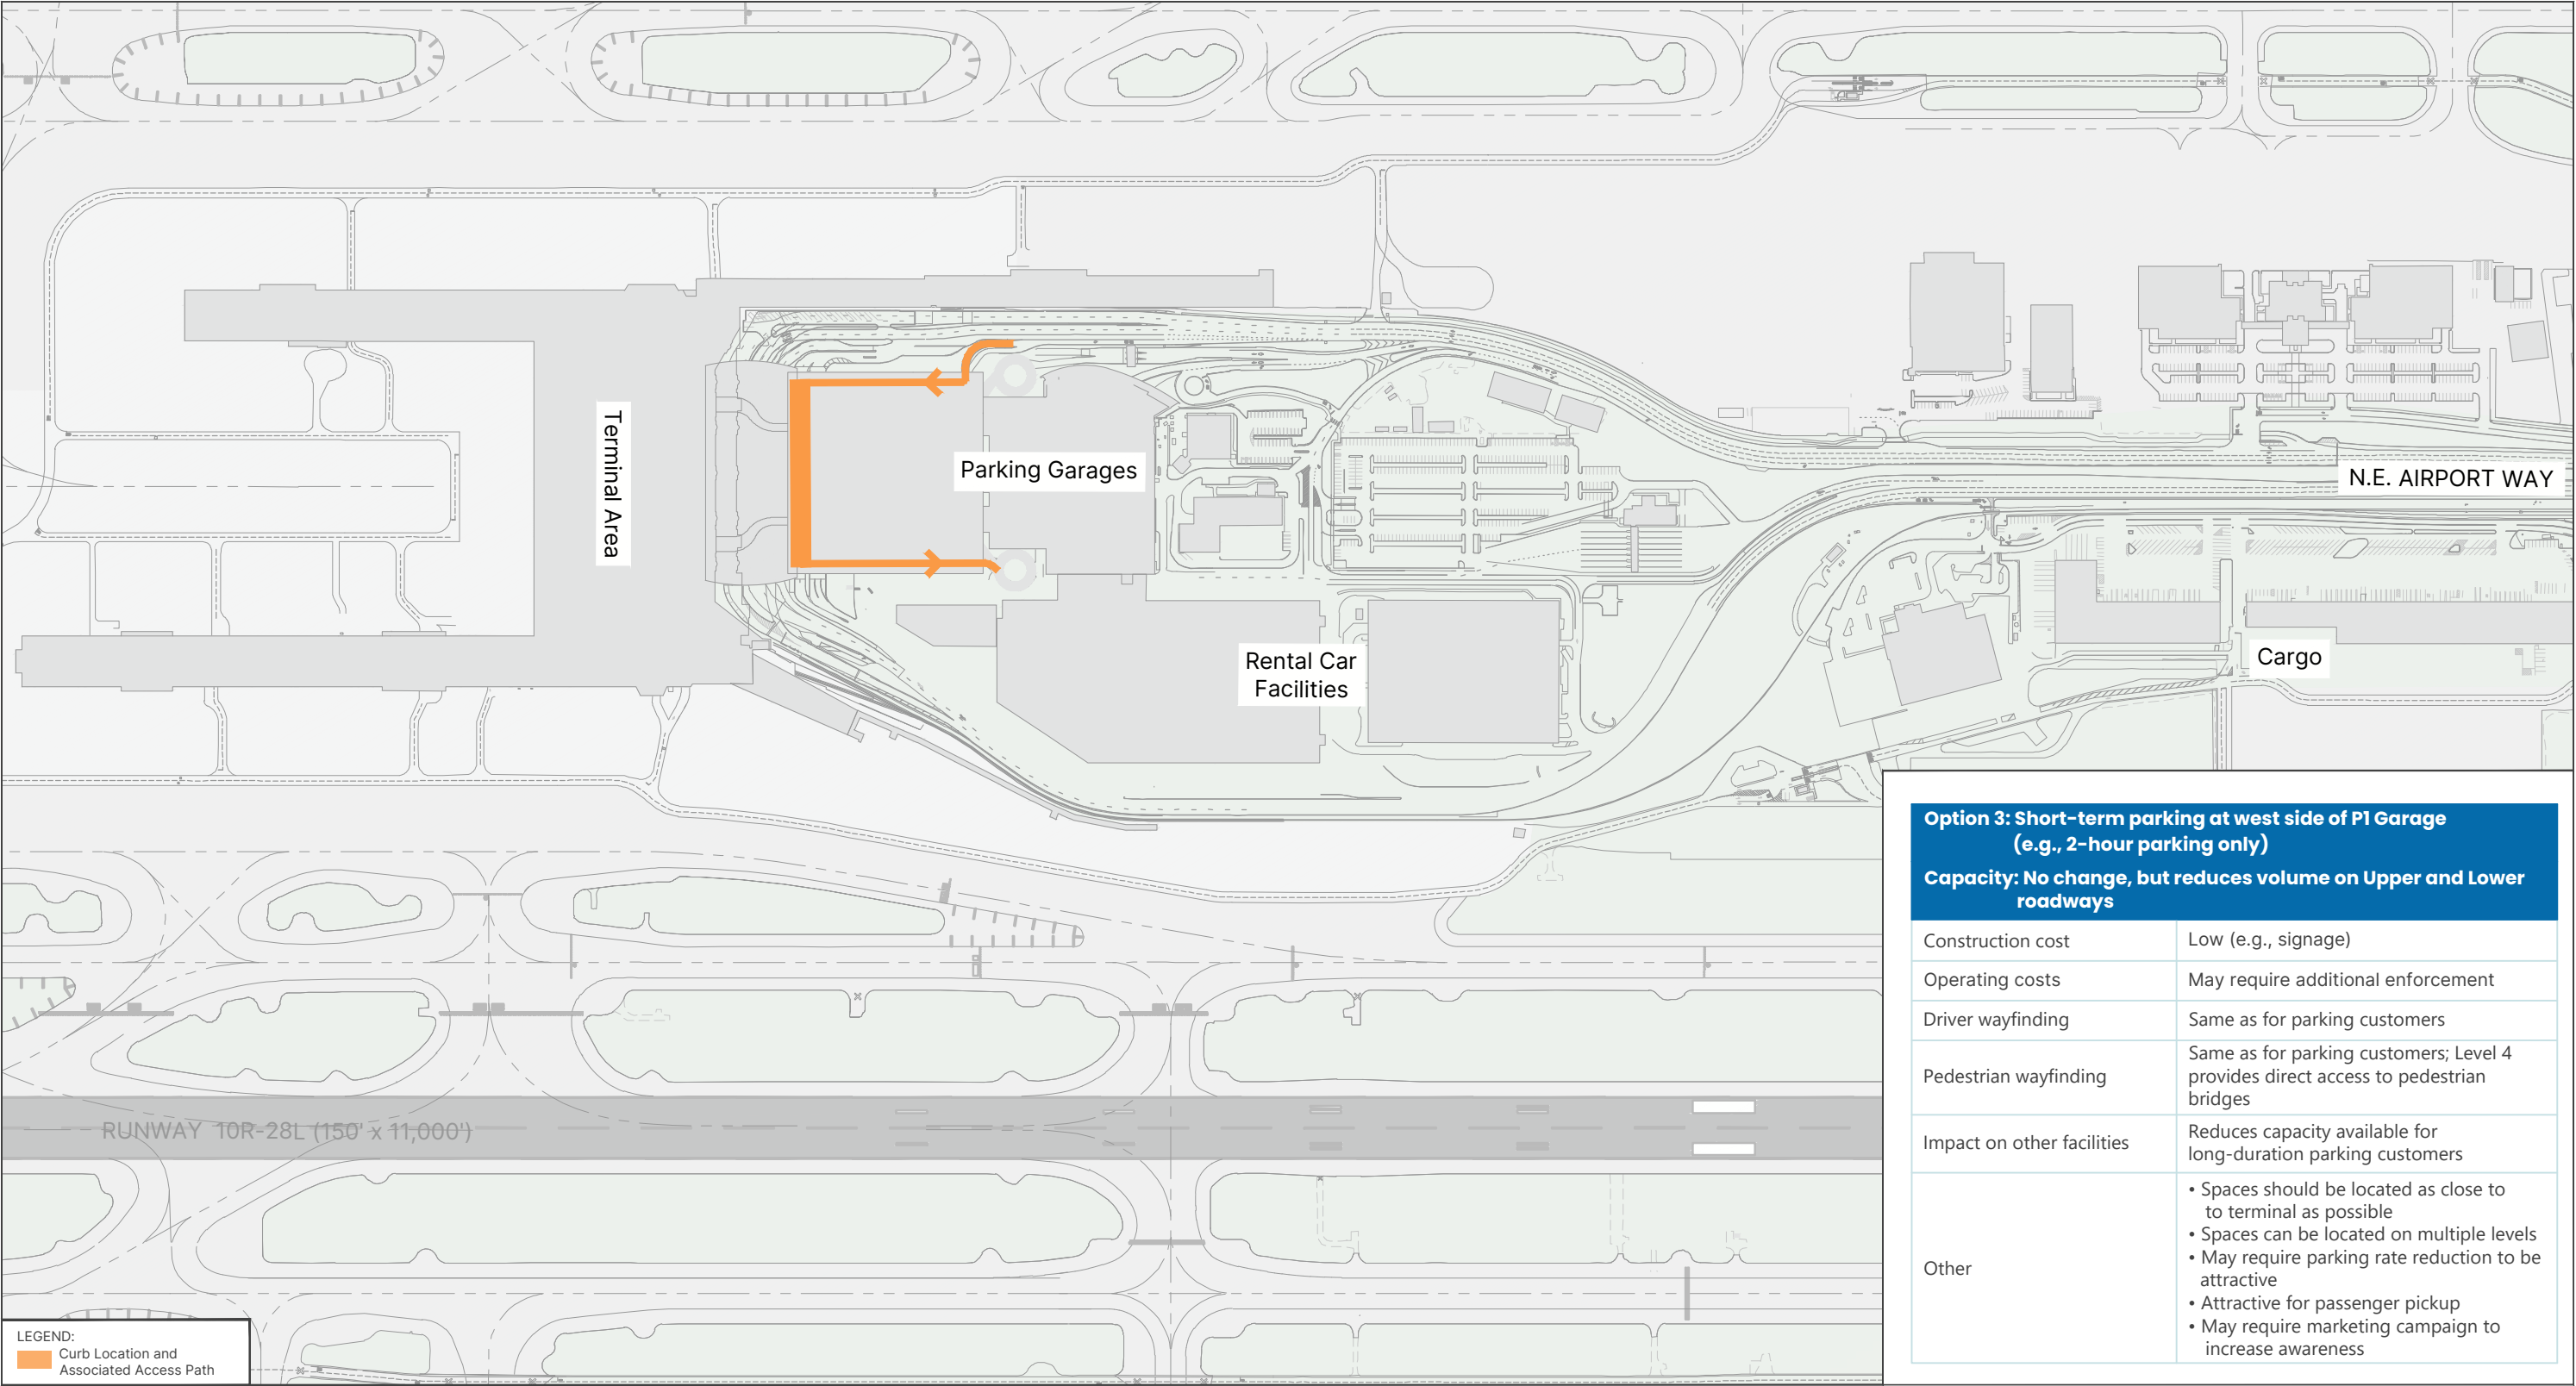 Terminal Area
Parking Garages
N.E. AIRPORT WAY
Rental Car
Facilities
Cargo
RUNWAY 10R-28L (150' x 11,000')
LEGEND:
Curb Location and
Associated Access Path
Option 3: Short-term parking at west side of P1 Garage
(e.g., 2-hour parking only)
Capacity: No change, but reduces volume on Upper and Lower
roadways
Construction cost
Low (e.g., signage)
Operating costs
May require additional enforcement
Driver wayfinding
Same as for parking customers
Pedestrian wayfinding
Same as for parking customers; Level 4
provides direct access to pedestrian
bridges
Impact on other facilities
Reduces capacity available for
long-duration parking customers
Other
• Spaces should be located as close to
to terminal as possible
• Spaces can be located on multiple levels
• May require parking rate reduction to be
attractive
• Attractive for passenger pickup
• May require marketing campaign to
increase awareness